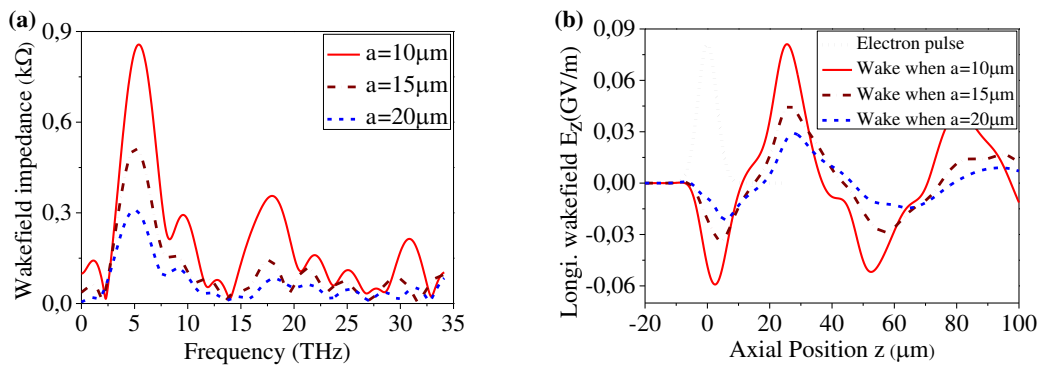 (a)
Wakefield impedance (kΩ)
0,9
0,6
0,3
0,0
a=10μm
a=15μm
a=20μm
0 5 10 15 20 25 30 35
Frequency (THz)
(b)
Longi. wakefield E_Z(GV/m)
0.09
0.06
0.03
0.00
-0,03
-0,06
Electron pulse
Wake when a=10μm
Wake when a=15μm
Wake when a=20μm
-20 0 20 40 60 80 100
Axial Position z (μm)